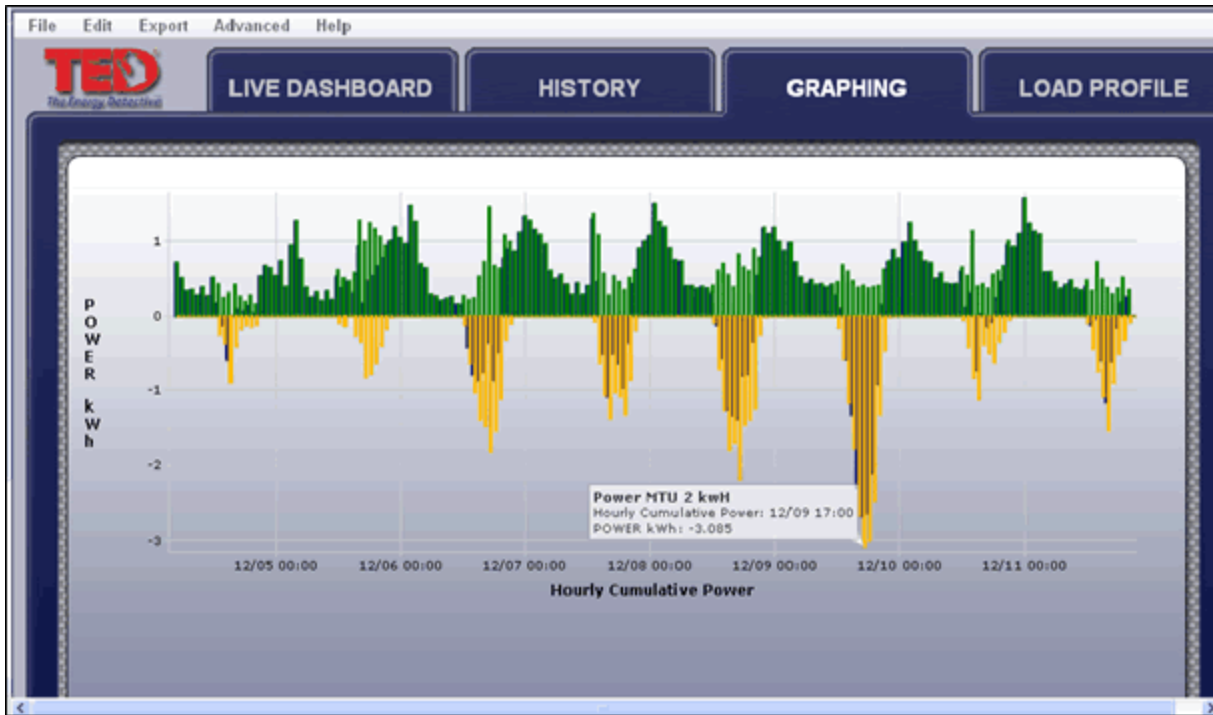 File Edit Export Advanced Help
TED
The Energy Detective
LIVE DASHBOARD HISTORY GRAPHING LOAD PROFILE
POWER kWh
1
0
-1
-2
-3
Power MTU 2 kwH
Hourly Cumulative Power: 12/09 17:00
POWER kWh: -3.085
12/05 00:00 12/06 00:00 12/07 00:00 12/08 00:00 12/09 00:00 12/10 00:00 12/11 00:00
Hourly Cumulative Power